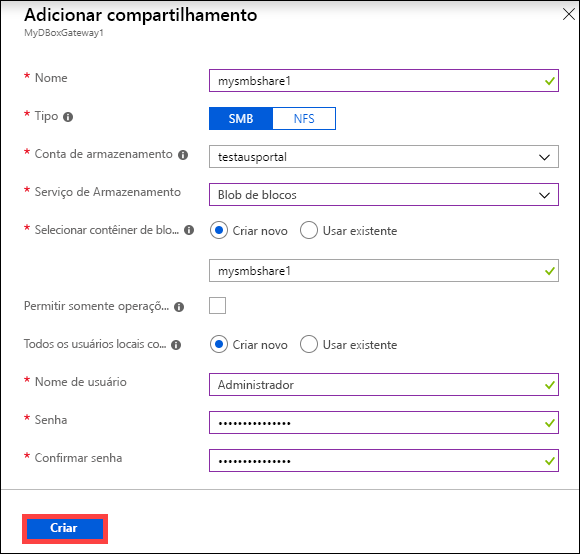 Adicionar compartilhamento
MyDBoxGateway1
* Nome mysmbshare1
* Tipo SMB NFS
* Conta de armazenamento testausportal
* Serviço de Armazenamento Blob de blocos
* Selecionar contêiner de blo... Criar novo Usar existente
mysmbshare1
Permitir somente operaçõ...
Todos os usuários locais co... Criar novo Usar existente
* Nome de usuário Administrador
* Senha •••••••••••••••
* Confirmar senha •••••••••••••••
Criar